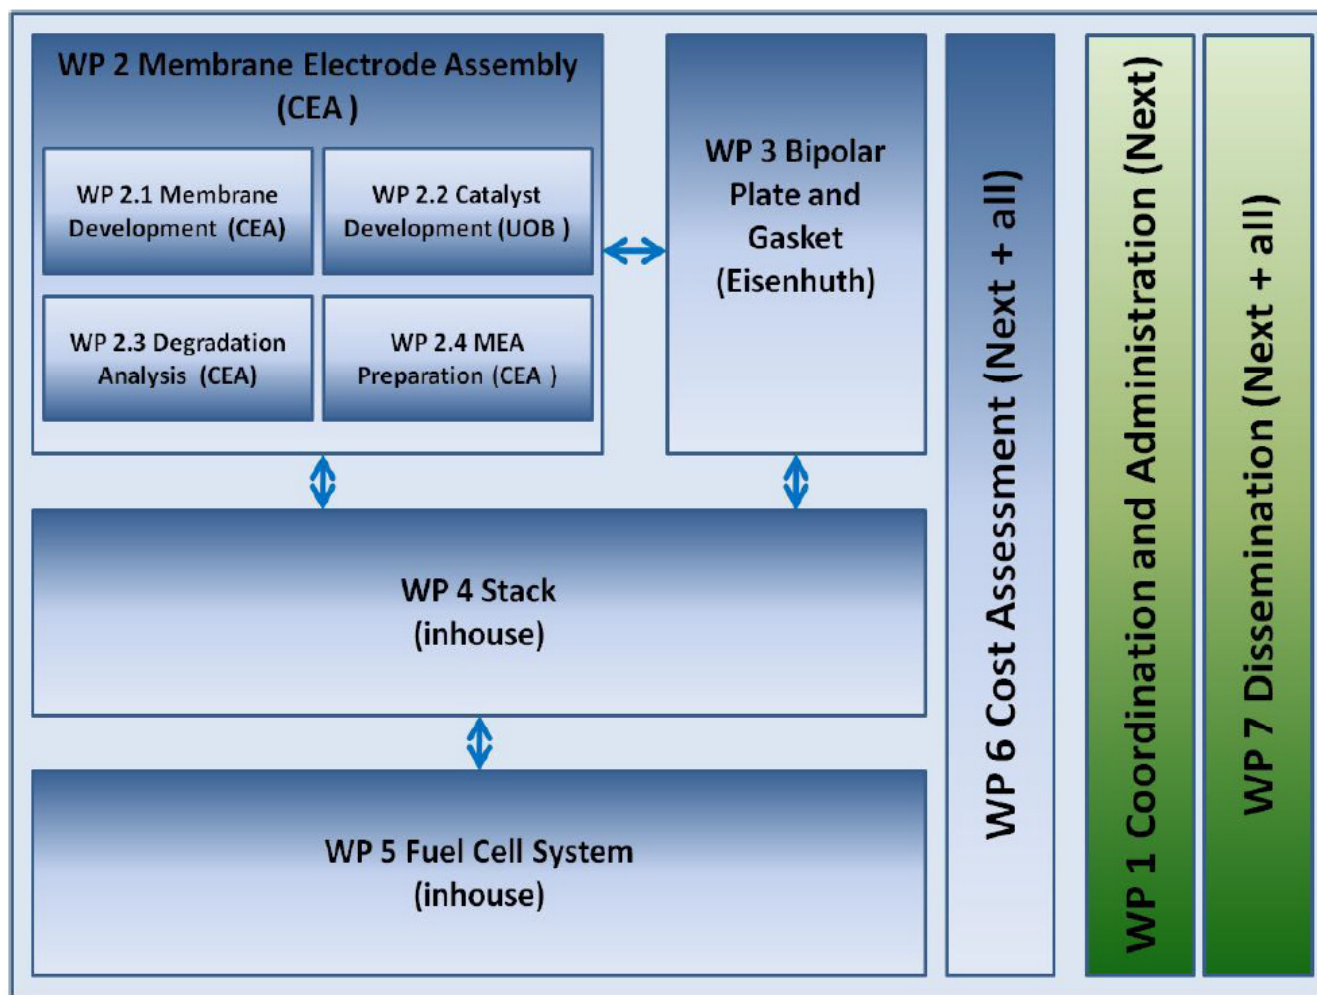 WP 2 Membrane Electrode Assembly
(CEA )
WP 2.1 Membrane
Development (CEA)
WP 2.2 Catalyst
Development (UOB )
WP 2.3 Degradation
Analysis (CEA)
WP 2.4 MEA
Preparation (CEA )
WP 3 Bipolar
Plate and
Gasket
(Eisenhuth)
WP 4 Stack
(inhouse)
WP 5 Fuel Cell System
(inhouse)
WP 6 Cost Assessment (Next + all)
WP 1 Coordination and Administration (Next)
WP 7 Dissemination (Next + all)